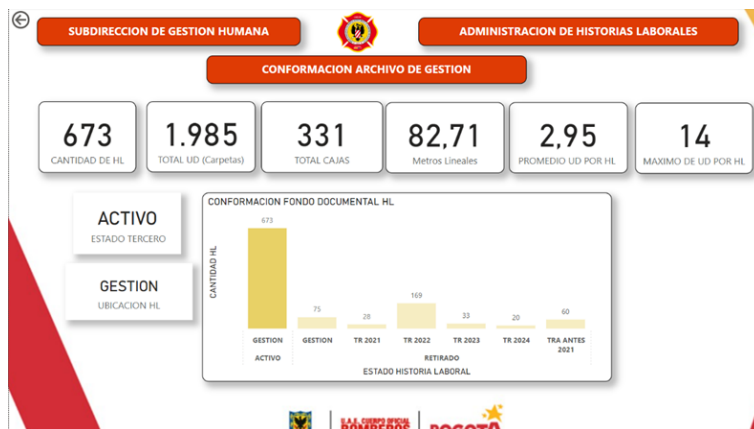 SUBDIRECCION DE GESTION HUMANA
ADMINISTRACION DE HISTORIAS LABORALES
CONFORMACION ARCHIVO DE GESTION
673
CANTIDAD DE HL
1.985
TOTAL UD (Carpetas)
331
TOTAL CAJAS
82,71
Metros Lineales
2,95
PROMEDIO UD POR HL
14
MAXIMO DE UD POR HL
ACTIVO
ESTADO TERCERO
GESTION
UBICACION HL
CONFORMACION FONDO DOCUMENTAL HL
CANTIDAD HL
673
75
28
169
33
20
60
GESTION
GESTION
TR 2021
TR 2022
TR 2023
TR 2024
TRA ANTES
2021
ACTIVO
RETIRADO
ESTADO HISTORIA LABORAL
U.A.E. CUERPO OFICIAL
BOMBEROS
BOGOTA